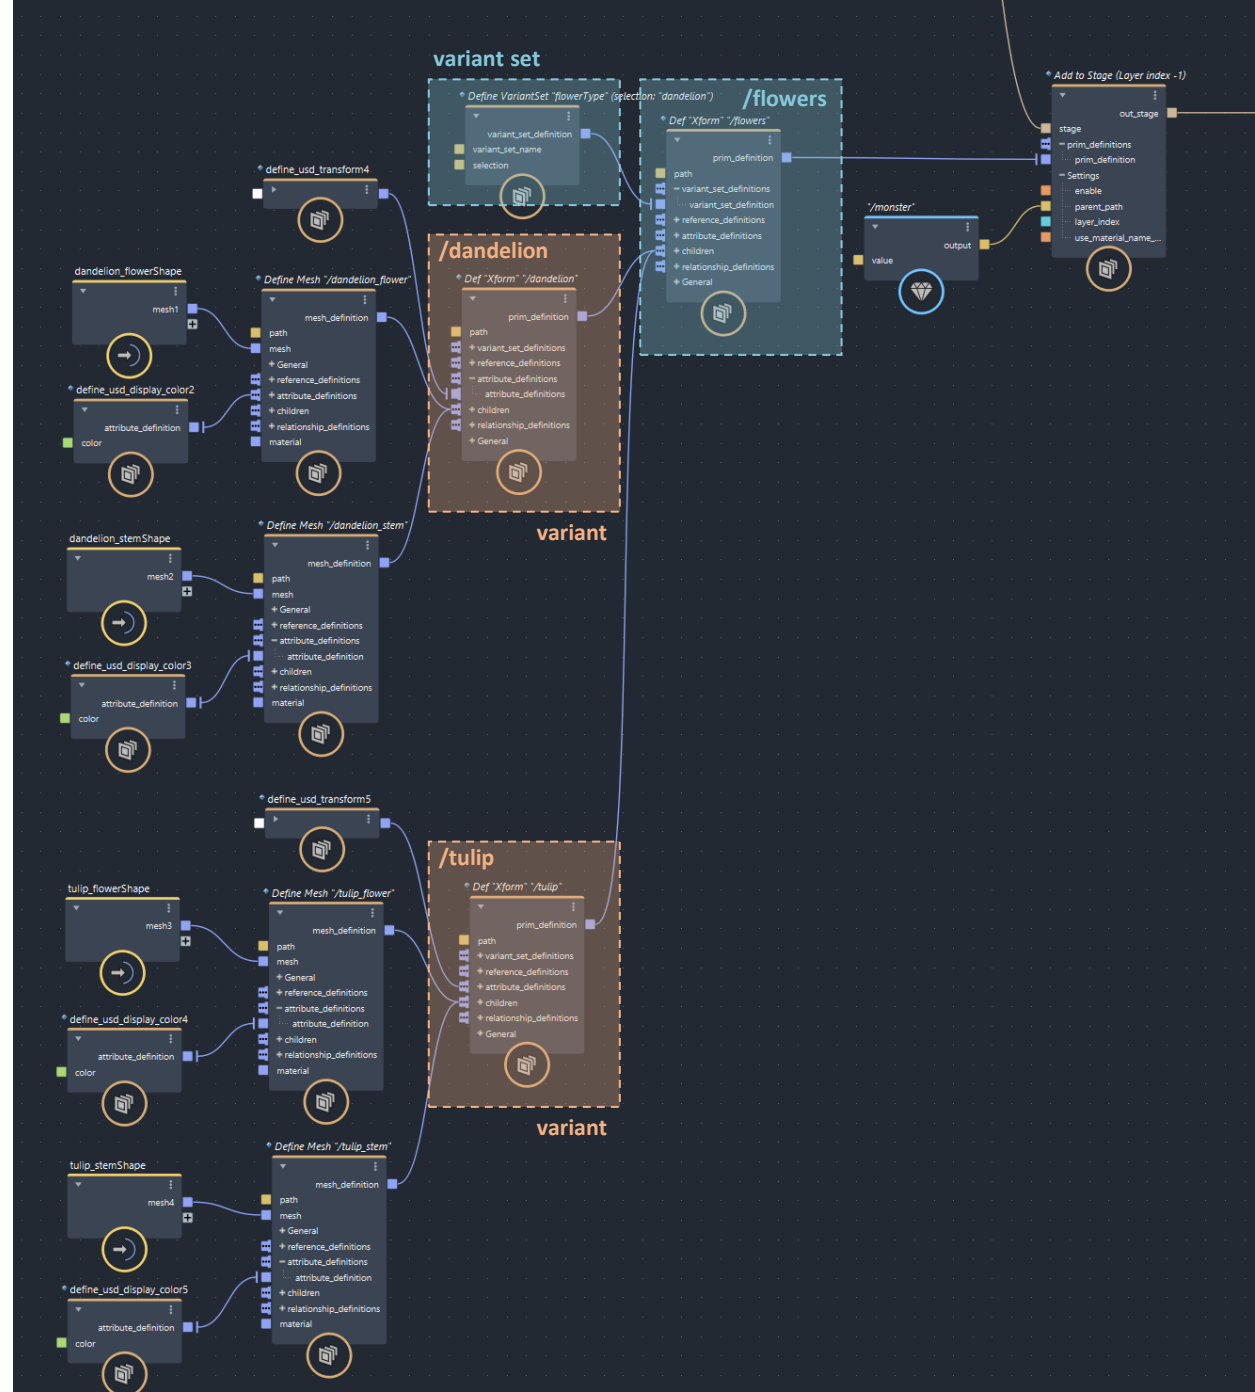 variant set
Define VariantSet "flowerType" (selection: "dandelion")
variant_set_definition
variant_set_name
selection
/flowers
Def "Xform" "/flowers"
prim_definition
path
variant_set_definitions
variant_set_definition
reference_definitions
attribute_definitions
children
relationship_definitions
General
Add to Stage (Layer index -1)
out_stage
stage
prim_definitions
prim_definition
Settings
enable
parent_path
layer_index
use_material_name_...
"/monster"
output
value
define_usd_transform4
/dandelion
Def "Xform" "/dandelion"
prim_definition
path
variant_set_definitions
reference_definitions
attribute_definitions
attribute_definitions
children
relationship_definitions
General
variant
dandelion_flowerShape
mesh1
Define Mesh "/dandelion_flower"
mesh_definition
path
mesh
General
reference_definitions
attribute_definitions
children
relationship_definitions
material
define_usd_display_color2
attribute_definition
color
dandelion_stemShape
mesh2
Define Mesh "/dandelion_stem"
mesh_definition
path
mesh
General
reference_definitions
attribute_definitions
attribute_definition
children
relationship_definitions
material
define_usd_display_color3
attribute_definition
color
define_usd_transform5
/tulip
Def "Xform" "/tulip"
prim_definition
path
variant_set_definitions
reference_definitions
attribute_definitions
children
relationship_definitions
General
variant
tulip_flowerShape
mesh3
Define Mesh "/tulip_flower"
mesh_definition
path
mesh
General
reference_definitions
attribute_definitions
attribute_definition
children
relationship_definitions
material
define_usd_display_color4
attribute_definition
color
tulip_stemShape
mesh4
Define Mesh "/tulip_stem"
mesh_definition
path
mesh
General
reference_definitions
attribute_definitions
attribute_definition
children
relationship_definitions
material
define_usd_display_color5
attribute_definition
color